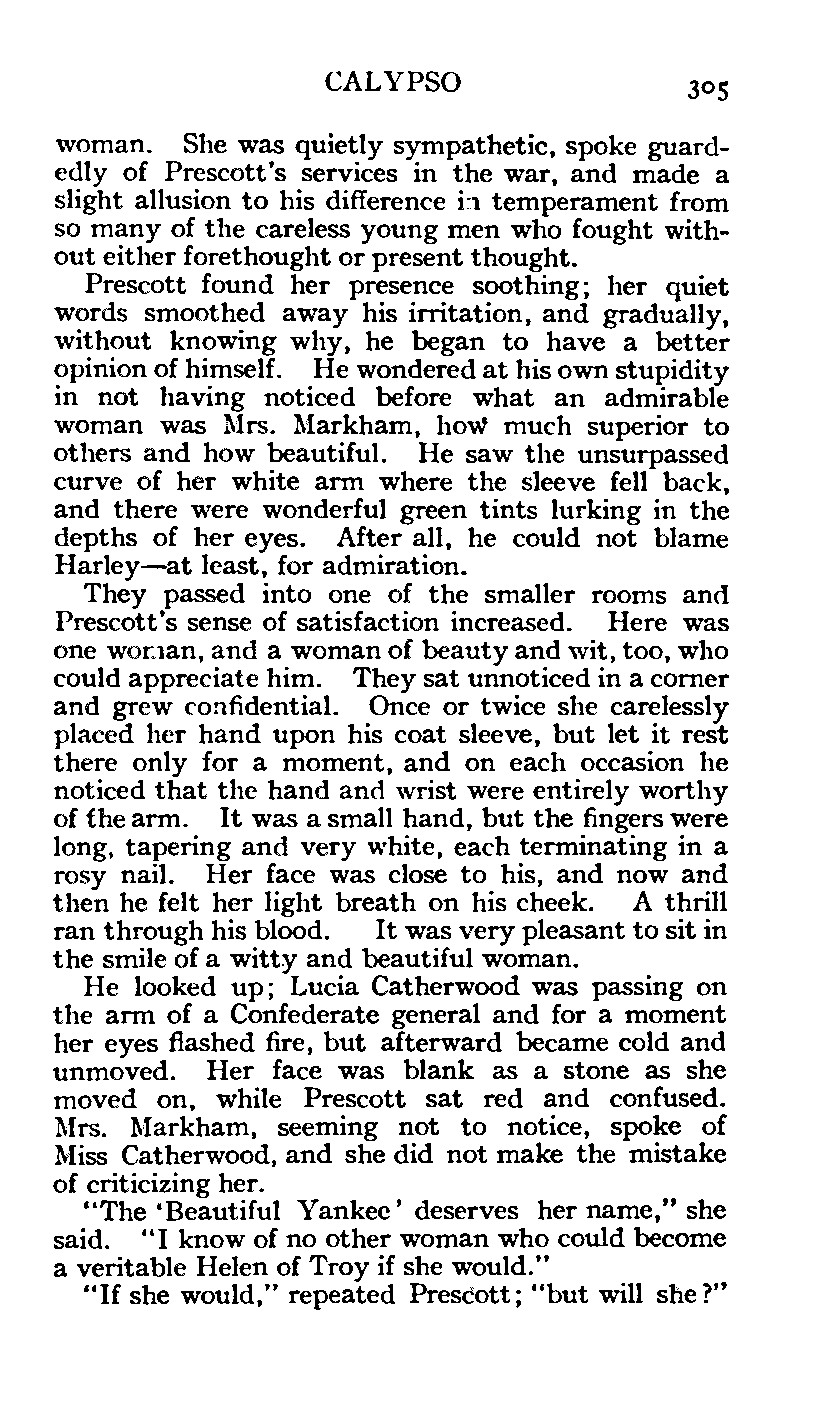 CALYPSO 305
woman. She was quietly sympathetic, spoke guard-
edly of Prescott's services in the war, and made a
slight allusion to his difference in temperament from
so many of the careless young men who fought with-
out either forethought or present thought.
Prescott found her presence soothing; her quiet
words smoothed away his irritation, and gradually,
without knowing why, he began to have a better
opinion of himself. He wondered at his own stupidity
in not having noticed before what an admirable
woman was Mrs. Markham, how much superior to
others and how beautiful. He saw the unsurpassed
curve of her white arm where the sleeve fell back,
and there were wonderful green tints lurking in the
depths of her eyes. After all, he could not blame
Harley—at least, for admiration.
They passed into one of the smaller rooms and
Prescott's sense of satisfaction increased. Here was
one woman, and a woman of beauty and wit, too, who
could appreciate him. They sat unnoticed in a corner
and grew confidential. Once or twice she carelessly
placed her hand upon his coat sleeve, but let it rest
there only for a moment, and on each occasion he
noticed that the hand and wrist were entirely worthy
of the arm. It was a small hand, but the fingers were
long, tapering and very white, each terminating in a
rosy nail. Her face was close to his, and now and
then he felt her light breath on his cheek. A thrill
ran through his blood. It was very pleasant to sit in
the smile of a witty and beautiful woman.
He looked up; Lucia Catherwood was passing on
the arm of a Confederate general and for a moment
her eyes flashed fire, but afterward became cold and
unmoved. Her face was blank as a stone as she
moved on, while Prescott sat red and confused.
Mrs. Markham, seeming not to notice, spoke of
Miss Catherwood, and she did not make the mistake
of criticizing her.
"The 'Beautiful Yankee' deserves her name," she
said. "I know of no other woman who could become
a veritable Helen of Troy if she would."
"If she would," repeated Prescott; "but will she?"